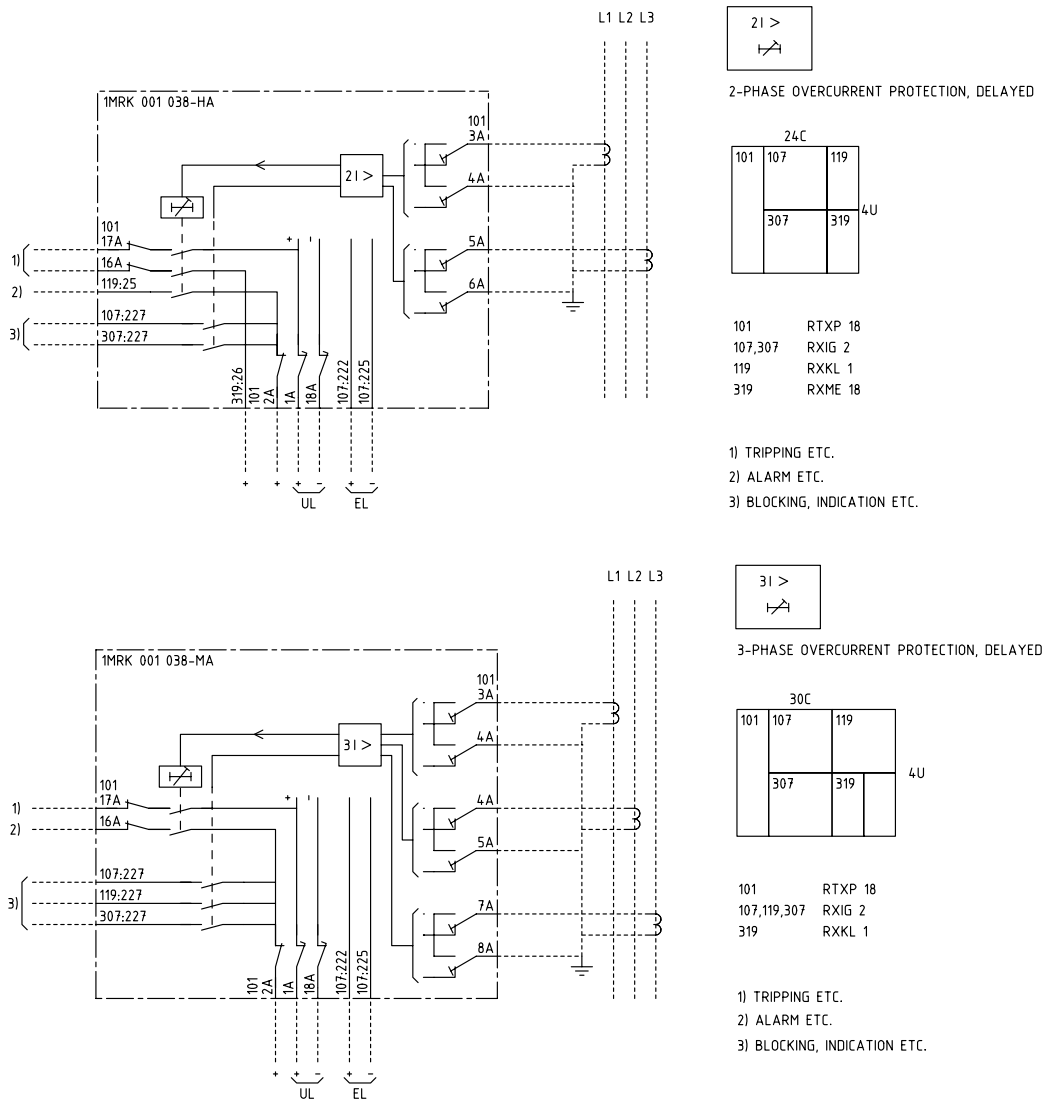 L1 L2 L3
2I >
2-PHASE OVERCURRENT PROTECTION, DELAYED
1MRK 001 038-HA
101
3A
4A
2I >
5A
6A
101
17A
16A
119:25
107:227
307:227
1)
2)
3)
+ -
319:26
101
2A
1A
18A
107:222
107:225
+ + + - + -
UL EL
24C
101 107 119
307 319
4U
101 RTXP 18
107,307 RXIG 2
119 RXKL 1
319 RXME 18
1) TRIPPING ETC.
2) ALARM ETC.
3) BLOCKING, INDICATION ETC.
L1 L2 L3
3I >
3-PHASE OVERCURRENT PROTECTION, DELAYED
1MRK 001 038-MA
101
3A
4A
3I >
4A
5A
7A
8A
101
17A
16A
107:227
119:227
307:227
1)
2)
3)
+ -
101
2A
1A
18A
107:222
107:225
+ + - + -
UL EL
30C
101 107 119
307 319
4U
101 RTXP 18
107,119,307 RXIG 2
319 RXKL 1
1) TRIPPING ETC.
2) ALARM ETC.
3) BLOCKING, INDICATION ETC.